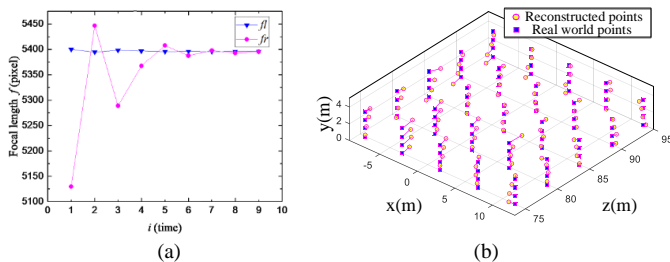 (a)
fl
fr
Focal length f (pixel)
5450
5400
5350
5300
5250
5200
5150
5100
0 1 2 3 4 5 6 7 8 9 10
i (time)
Reconstructed points
Real world points
y(m)
4
2
0
-5
0
5
10
x(m)
75
80
85
90
95
z(m)
(a)
(b)